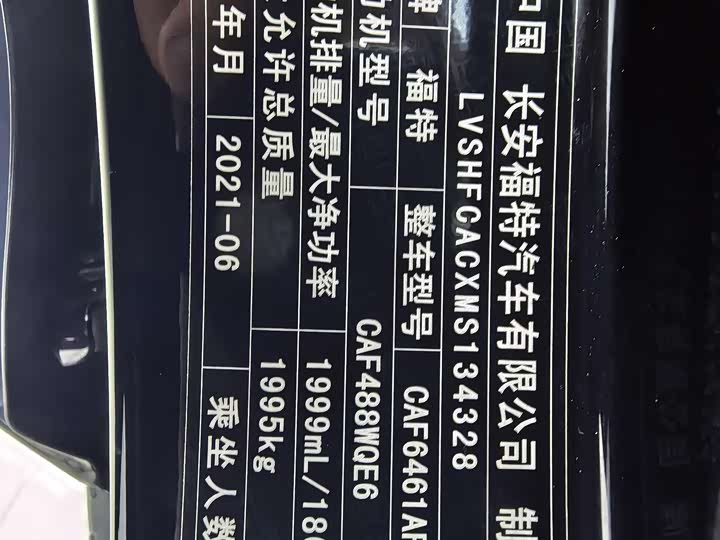 中国 长安福特汽车有限公司 制
LVSHFCACXMS134328
牌 福特 整车型号 CAF6461A
机型号 CAF488WQE6
机排量/最大净功率 1999mL/18
允许总质量 1995kg
年月 2021-06 乘坐人数